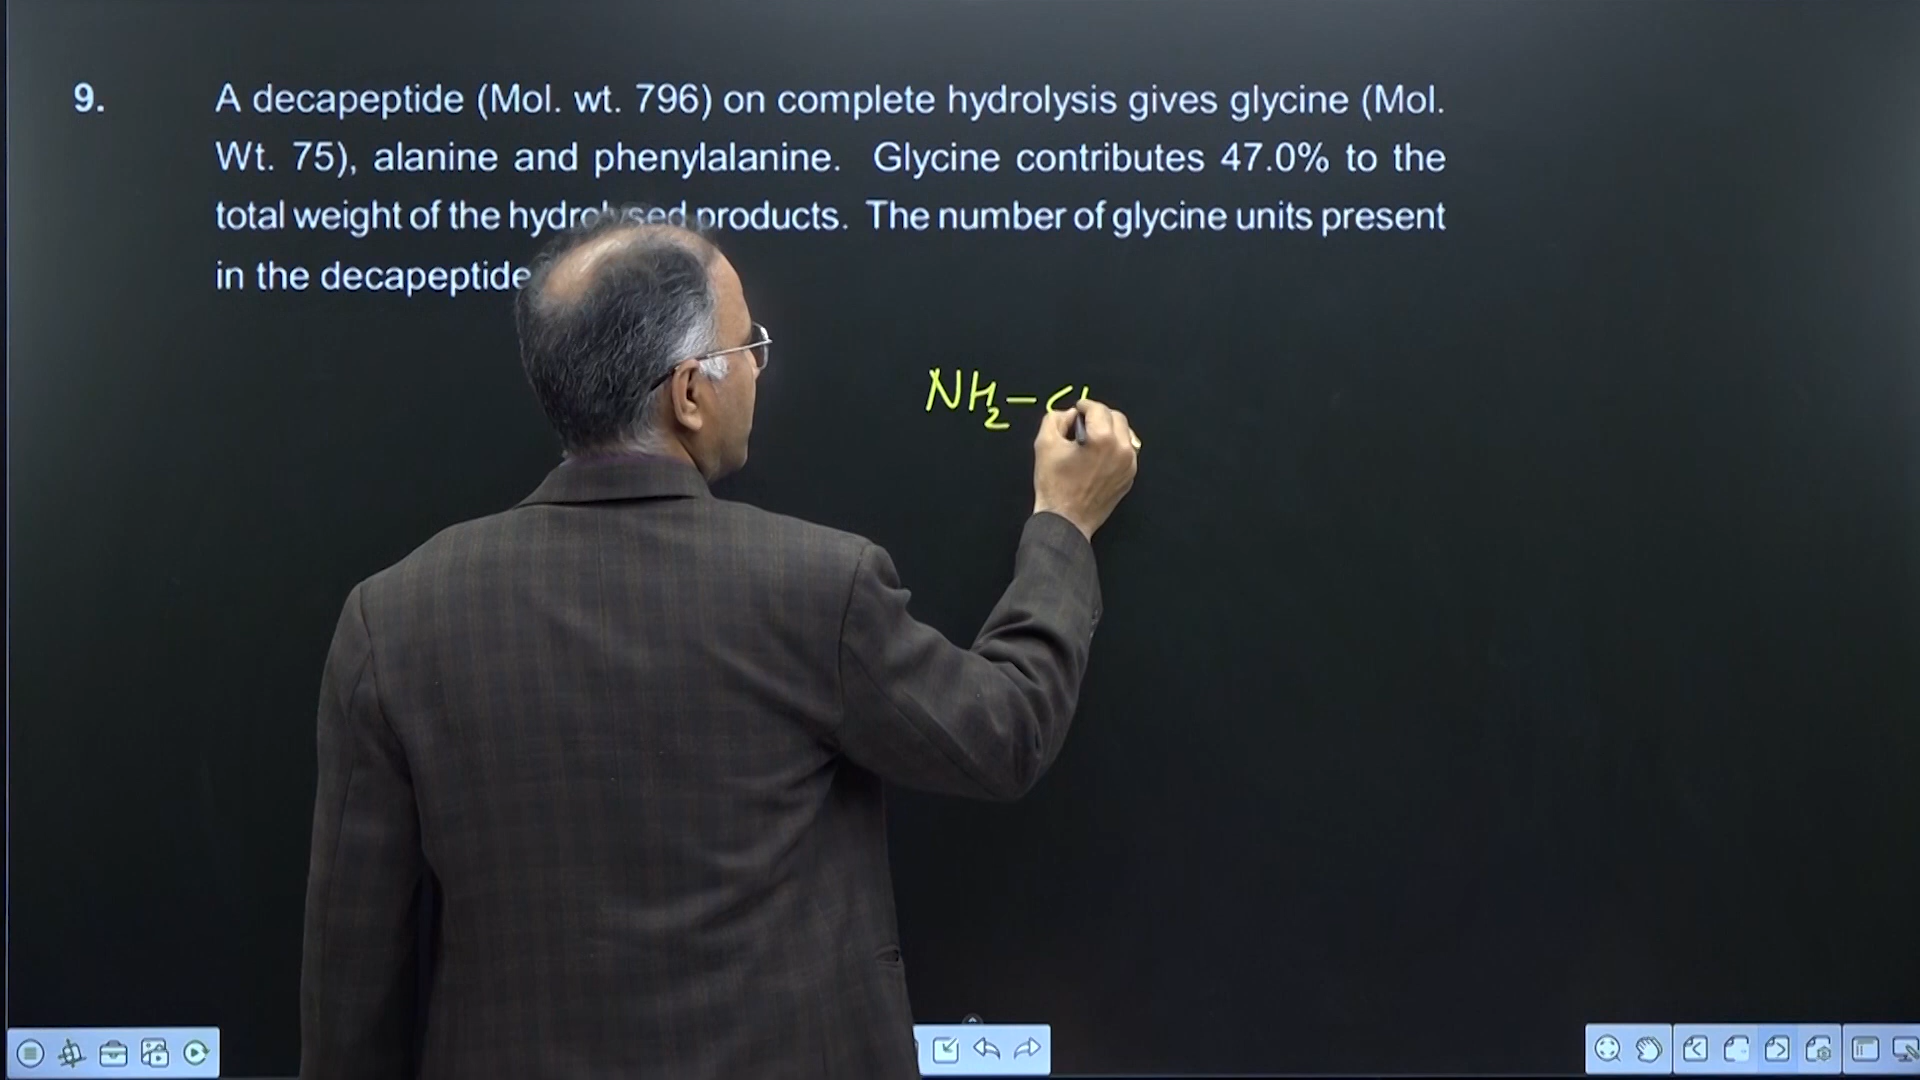 9. A decapeptide (Mol. wt. 796) on complete hydrolysis gives glycine (Mol.
Wt. 75), alanine and phenylalanine. Glycine contributes 47.0% to the
total weight of the hydrolysed products. The number of glycine units present
in the decapeptide
NH2-C